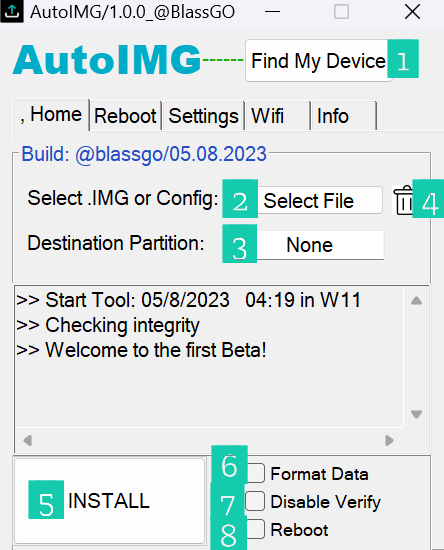 AutoIMG/1.0.0_@BlassGO
AutoIMG------Find My Device 1
, Home Reboot Settings Wifi Info
Build: @blassgo/05.08.2023
Select .IMG or Config: 2 Select File 4
Destination Partition: 3 None
>> Start Tool: 05/8/2023 04:19 in W11
>> Checking integrity
>> Welcome to the first Beta!
5 INSTALL
6 Format Data
7 Disable Verify
8 Reboot